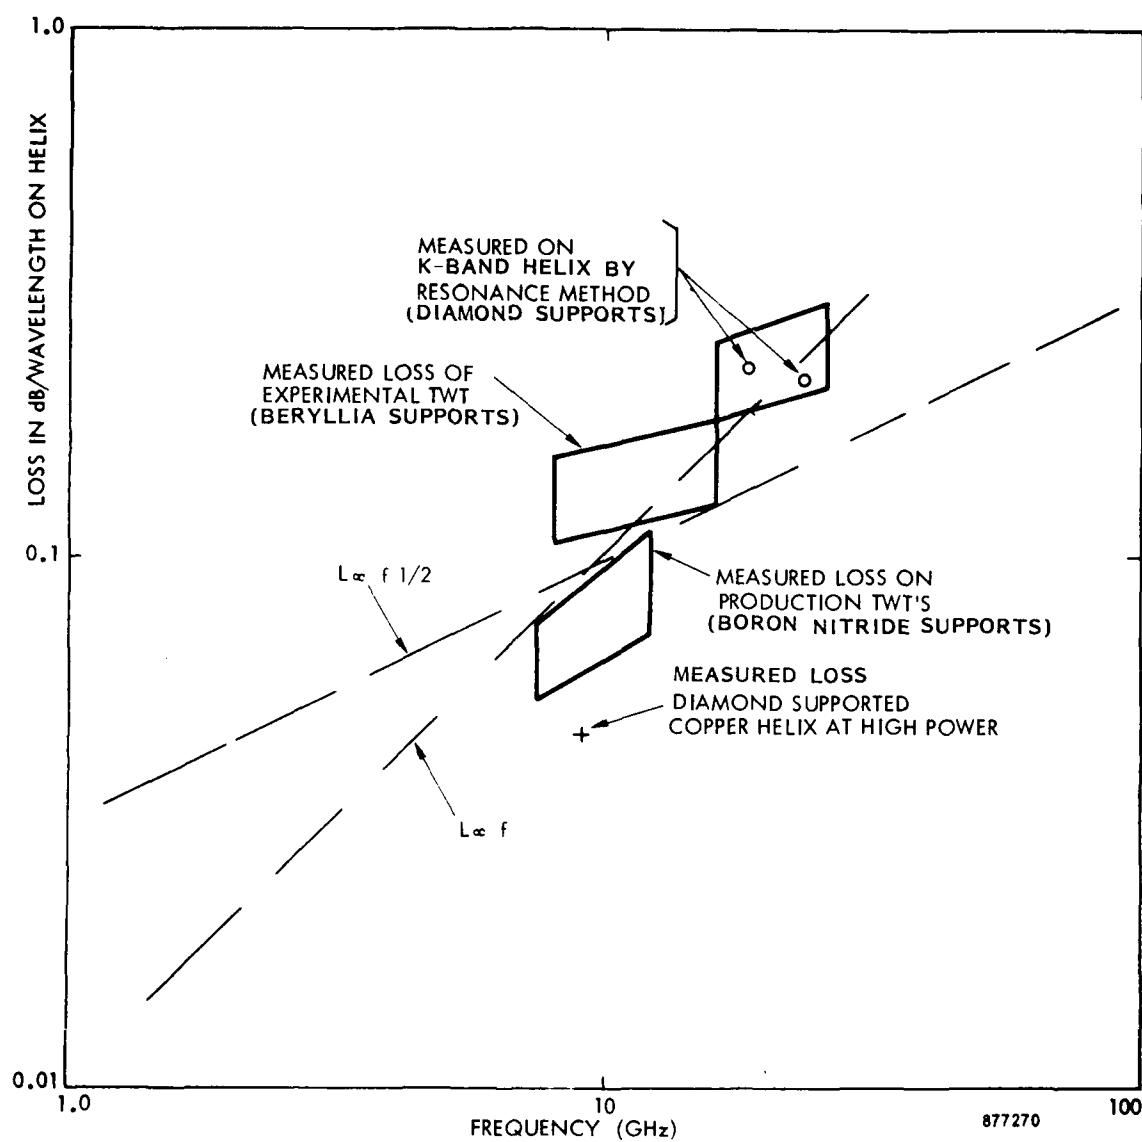 1.0
LOSS IN dB/WAVELENGTH ON HELIX
MEASURED ON
K-BAND HELIX BY
RESONANCE METHOD
(DIAMOND SUPPORTS)
MEASURED LOSS OF
EXPERIMENTAL TWT
(BERYLLIA SUPPORTS)
0.1
L∝ f 1/2
MEASURED LOSS ON
PRODUCTION TWT'S
(BORON NITRIDE SUPPORTS)
MEASURED LOSS
DIAMOND SUPPORTED
COPPER HELIX AT HIGH POWER
L∝ f
0.01
1.0
10
100
FREQUENCY (GHz)
877270